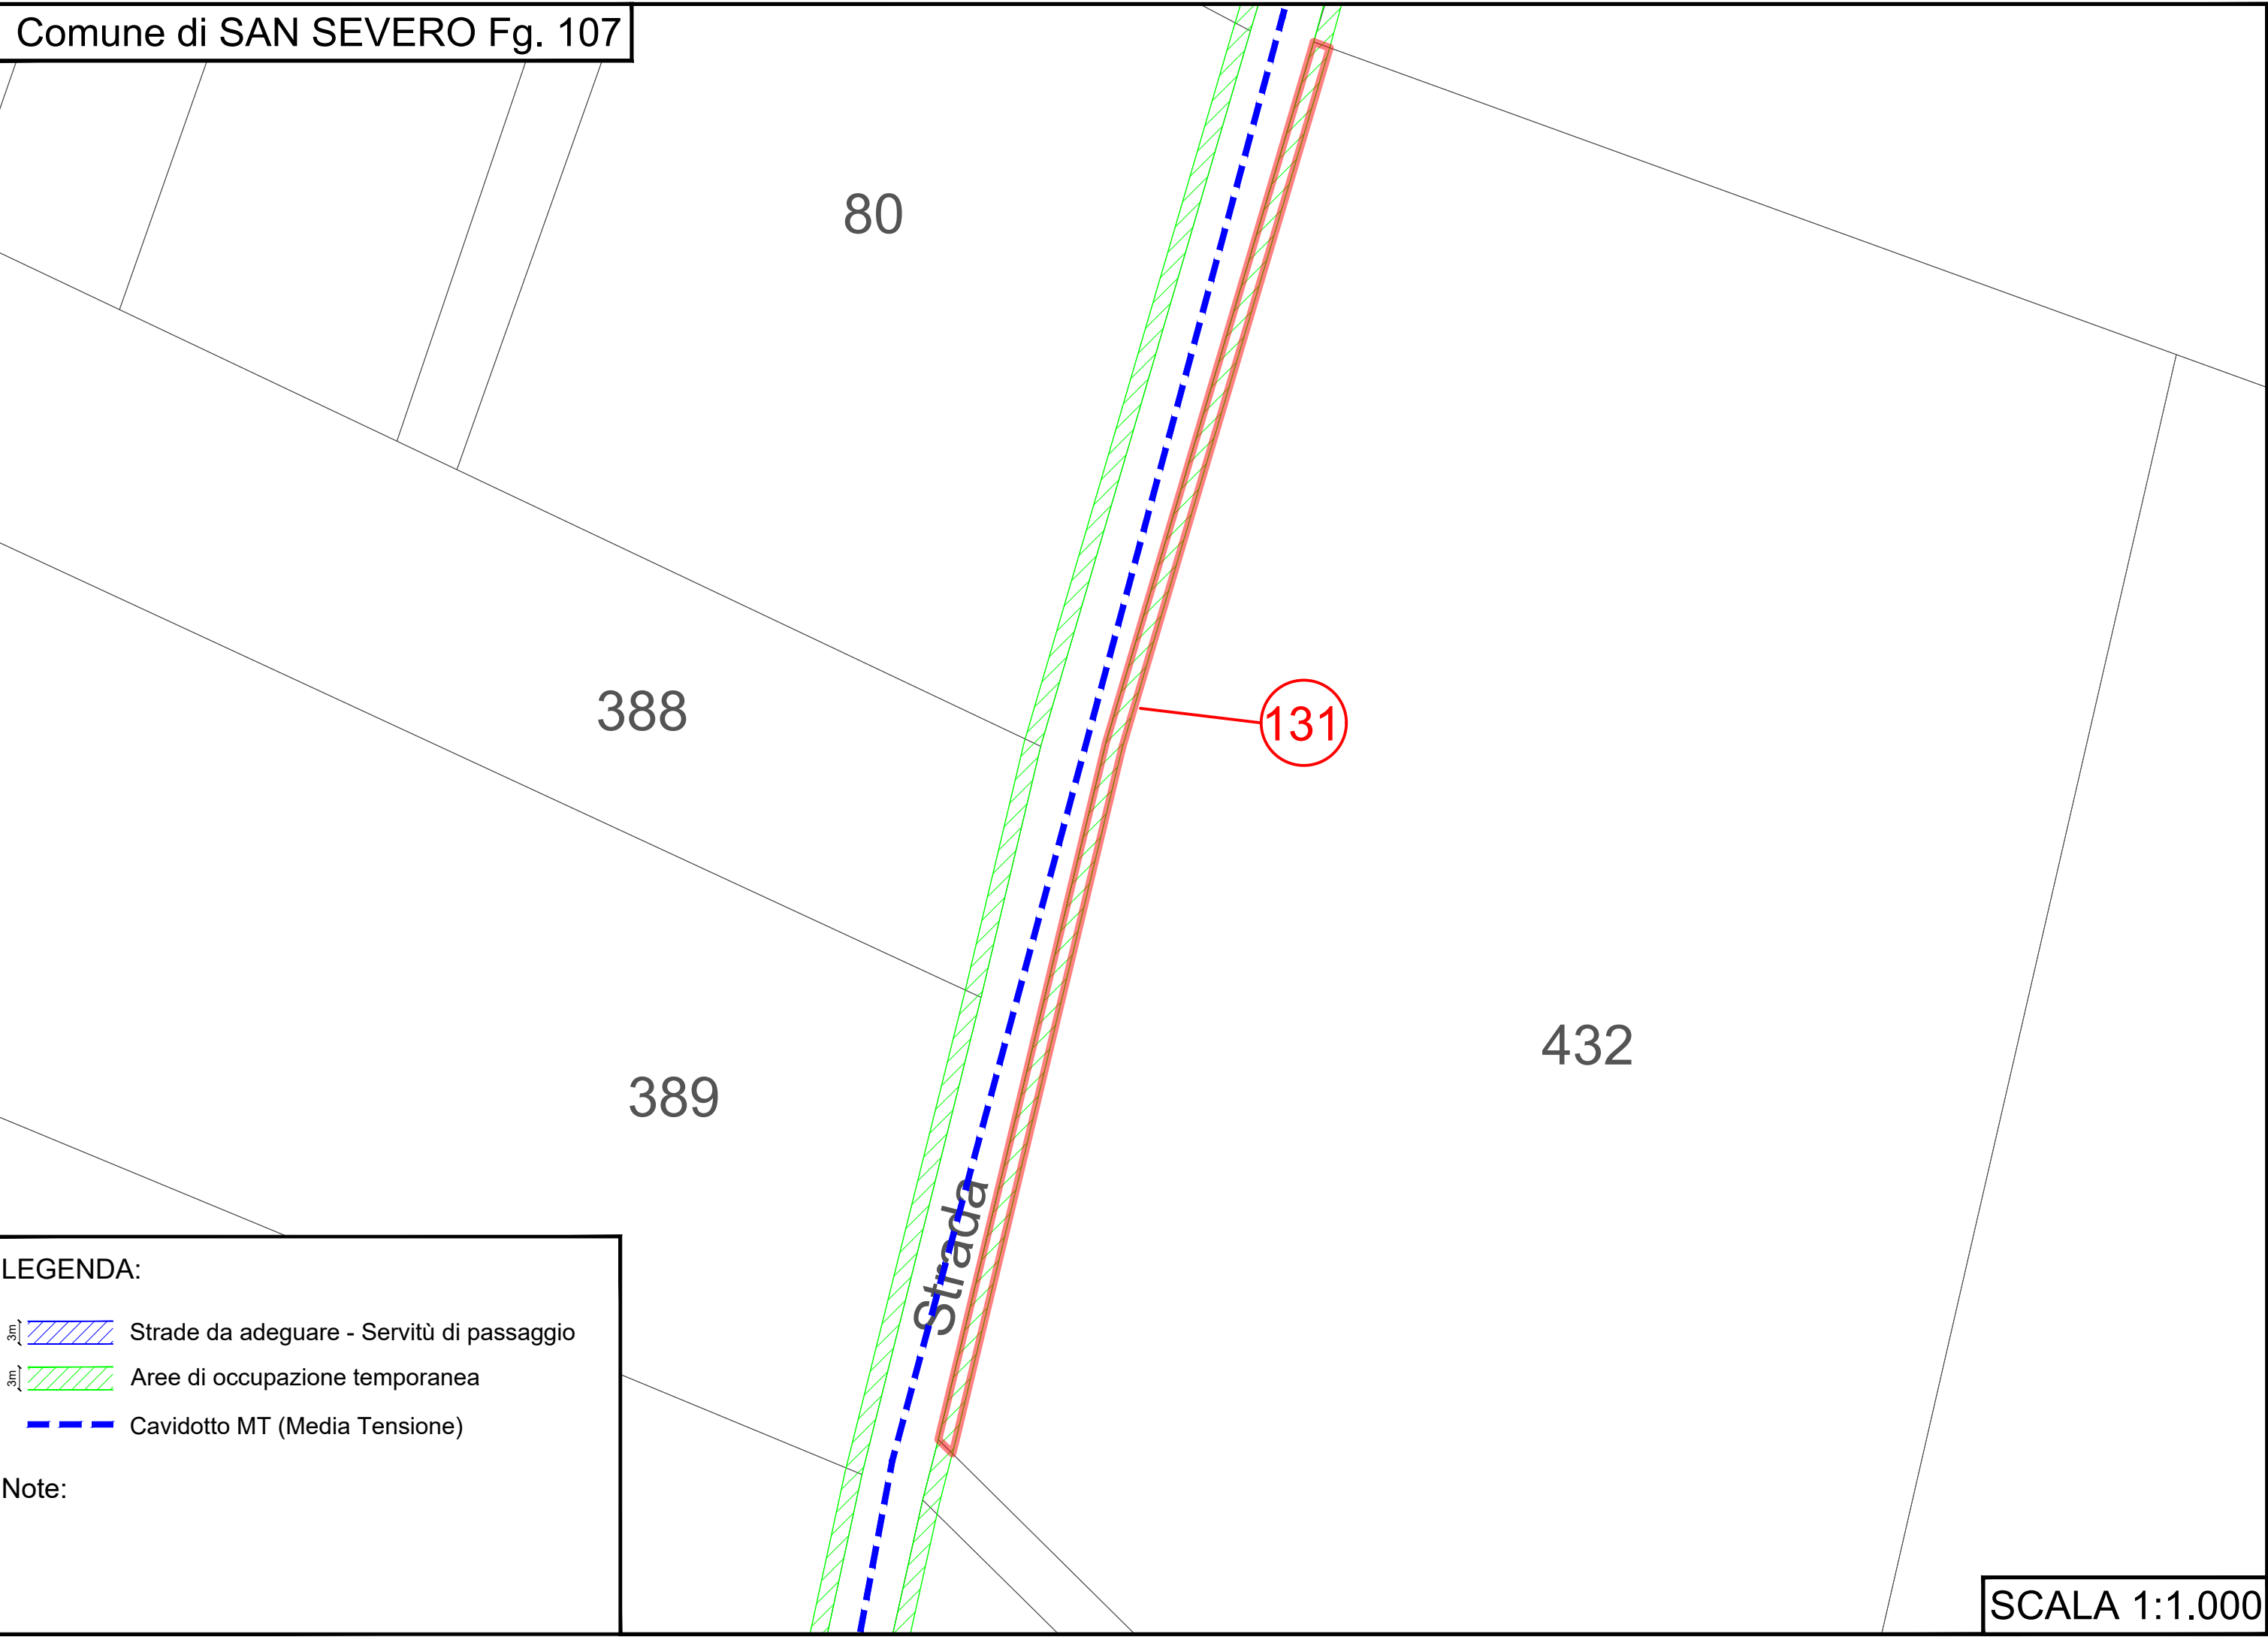 Comune di SAN SEVERO Fg. 107
80
388
131
432
389
Strada
LEGENDA:
3m Strade da adeguare - Servitù di passaggio
3m Aree di occupazione temporanea
Cavidotto MT (Media Tensione)
Note:
SCALA 1:1.000